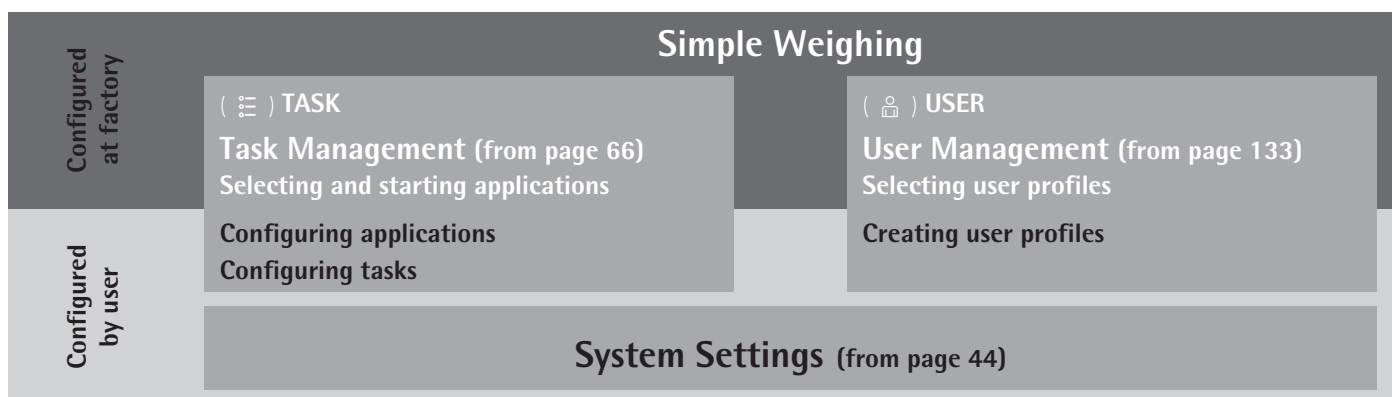 Configured
at factory
Simple Weighing
( ) TASK
Task Management (from page 66)
Selecting and starting applications
Configuring applications
Configuring tasks
( ) USER
User Management (from page 133)
Selecting user profiles
Creating user profiles
Configured
by user
System Settings (from page 44)